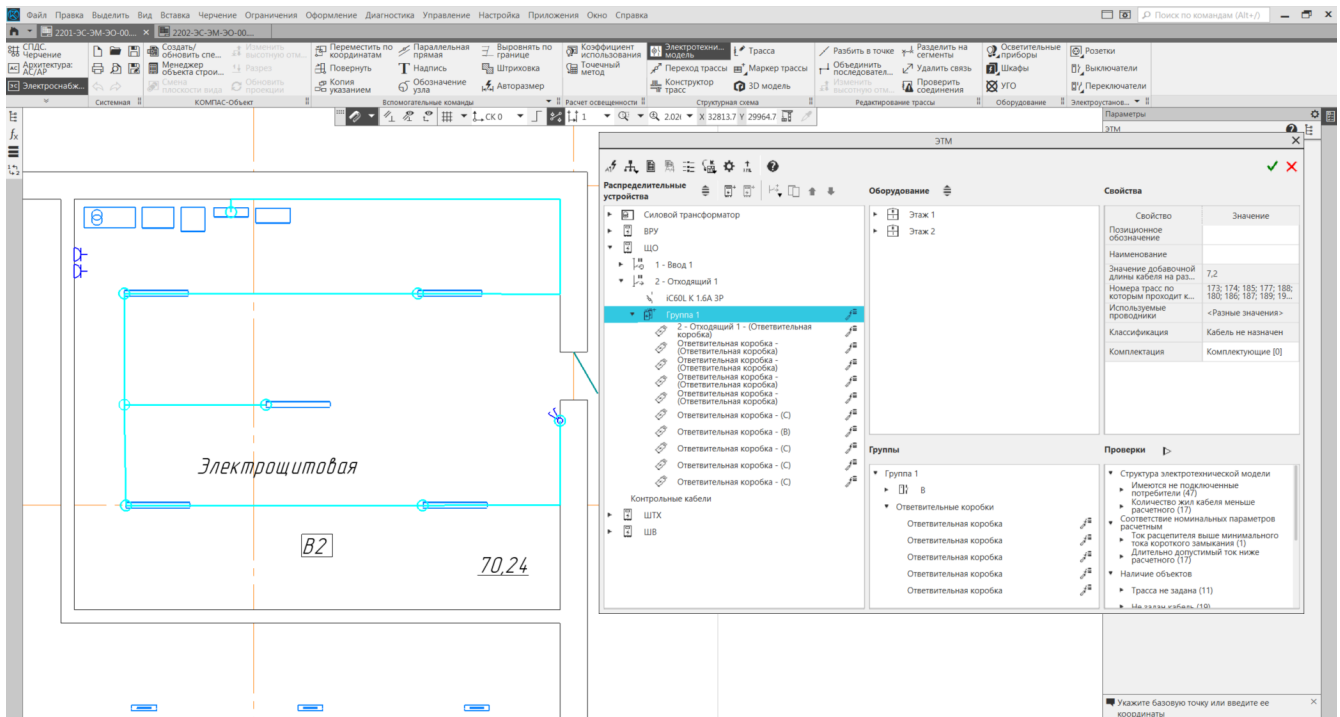 Файл Правка Выделить Вид Вставка Черчение Ограничения Оформление Диагностика Управление Настройка Приложения Окно Справка
Поиск по командам (Alt+/)
2201-ЭС-ЭМ-ЭО-00... 2202-ЭС-ЭМ-ЭО-00...
СПДС. Черчение
Архитектура: АС/АР
Электроснабж...
Системная
Создать/обновить спе...
Менеджер объекта строи...
Смена плоскости вида
Изменить высотную отм...
Разрез
Обновить проекции
КОМПАС-Объект
Переместить по координатам
Повернуть
Копия указанием
Параллельная прямая
Надпись
Обозначение узла
Выровнять по границе
Штриховка
Авторазмер
Вспомогательные команды
Коэффициент использования
Точечный метод
Расчет освещенности
Электротехни... модель
Переход трассы
Конструктор трасс
Трасса
Маркер трассы
3D модель
Структурная схема
Разбить в точке
Объединить последовател...
Изменить высотную отм...
Разделить на сегменты
Удалить связь
Проверить соединения
Редактирование трассы
Осветительные приборы
Шкафы
УГО
Оборудование
Розетки
Выключатели
Переключатели
Электроустанов...
СК 0
1
2.02(
X 32813.7 Y 29964.7
Параметры
ЭТМ
ЭТМ
Распределительные устройства
Силовой трансформатор
ВРУ
ЩО
1 - Ввод 1
2 - Отходящий 1
iC60L K 1.6A 3P
Группа 1
2 - Отходящий 1 - (Ответвительная коробка)
Ответвительная коробка - (Ответвительная коробка)
Ответвительная коробка - (Ответвительная коробка)
Ответвительная коробка - (Ответвительная коробка)
Ответвительная коробка - (Ответвительная коробка)
Ответвительная коробка - (С)
Ответвительная коробка - (В)
Ответвительная коробка - (С)
Ответвительная коробка - (С)
Ответвительная коробка - (С)
Контрольные кабели
ШТХ
ШВ
Оборудование
Этаж 1
Этаж 2
Группы
Группа 1
В
Ответвительные коробки
Ответвительная коробка
Ответвительная коробка
Ответвительная коробка
Ответвительная коробка
Ответвительная коробка
Свойства
Свойство Значение
Позиционное обозначение
Наименование
Значение добавочной длины кабеля на раз... 7,2
Номера трасс по которым проходит к... 173; 174; 185; 177; 188; 180; 186; 187; 189; 19...
Используемые проводники <Разные значения>
Классификация Кабель не назначен
Комплектация Комплектующие [0]
Проверки
Структура электротехнической модели
Имеются не подключенные потребители (47)
Количество жил кабеля меньше расчетного (17)
Соответствие номинальных параметров расчетным
Ток расцепителя выше минимального тока короткого замыкания (1)
Длительно допустимый ток ниже расчетного (17)
Наличие объектов
Трасса не задана (11)
Не задан кабель (19)
Электрощитовая
В2
70,24
Укажите базовую точку или введите ее координаты